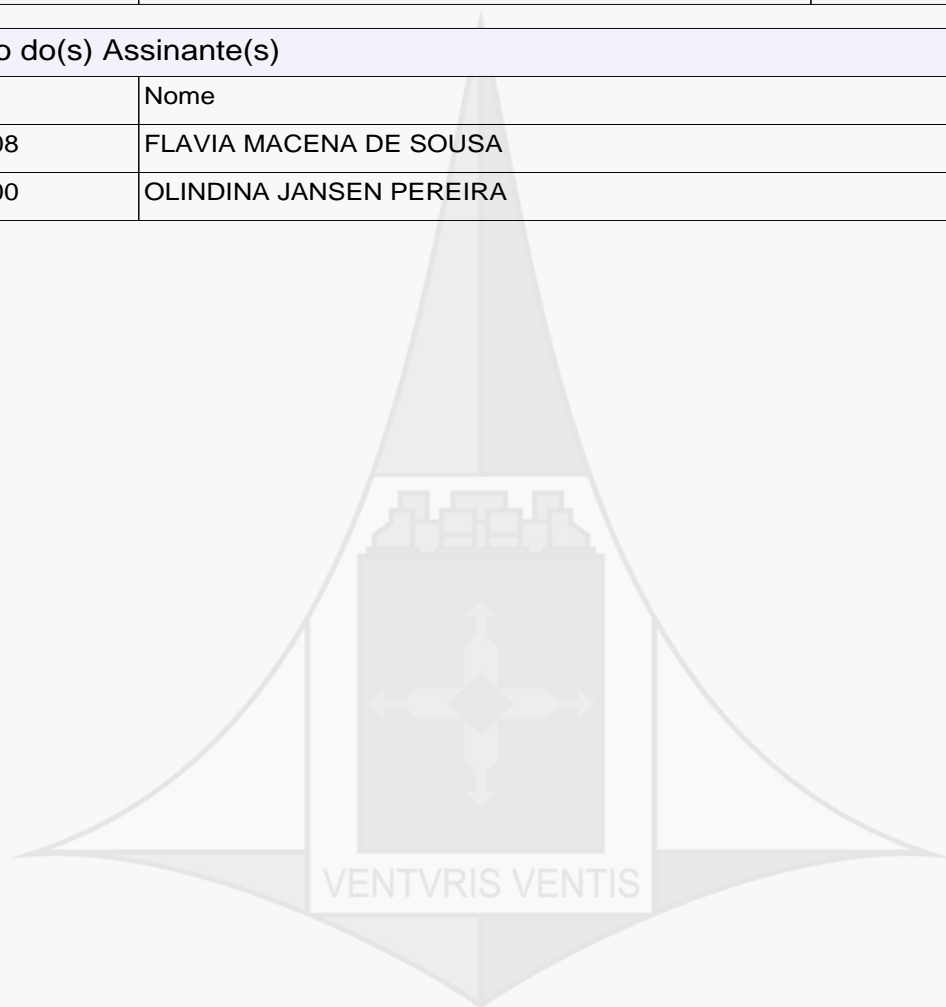 o do(s) Assinante(s)
Nome
08 FLAVIA MACENA DE SOUSA
00 OLINDINA JANSEN PEREIRA
VENTVRIS VENTIS